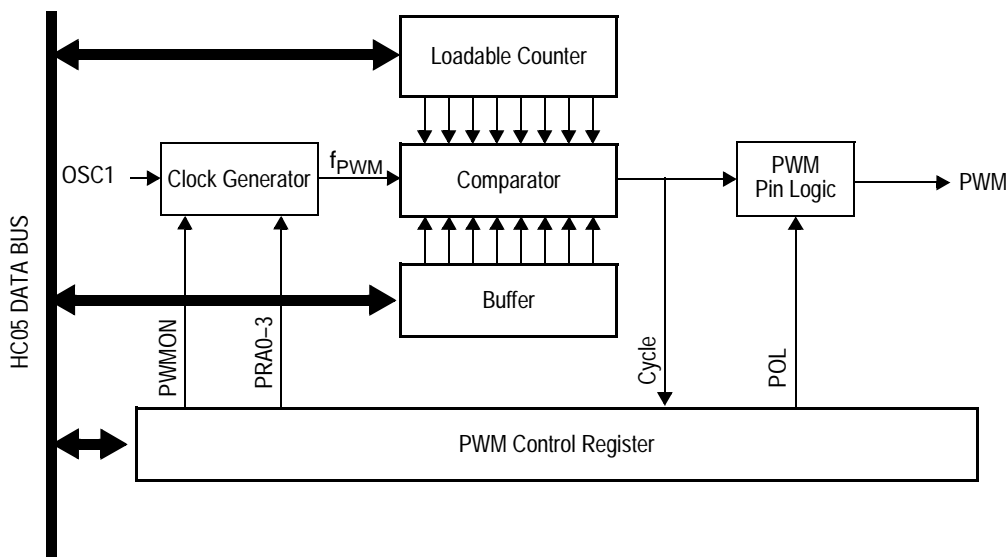 Loadable Counter
OSC1
Clock Generator
fPWM
Comparator
PWM
Pin Logic
PWM
HC05 DATA BUS
Buffer
PWMON
PRA0–3
Cycle
POL
PWM Control Register